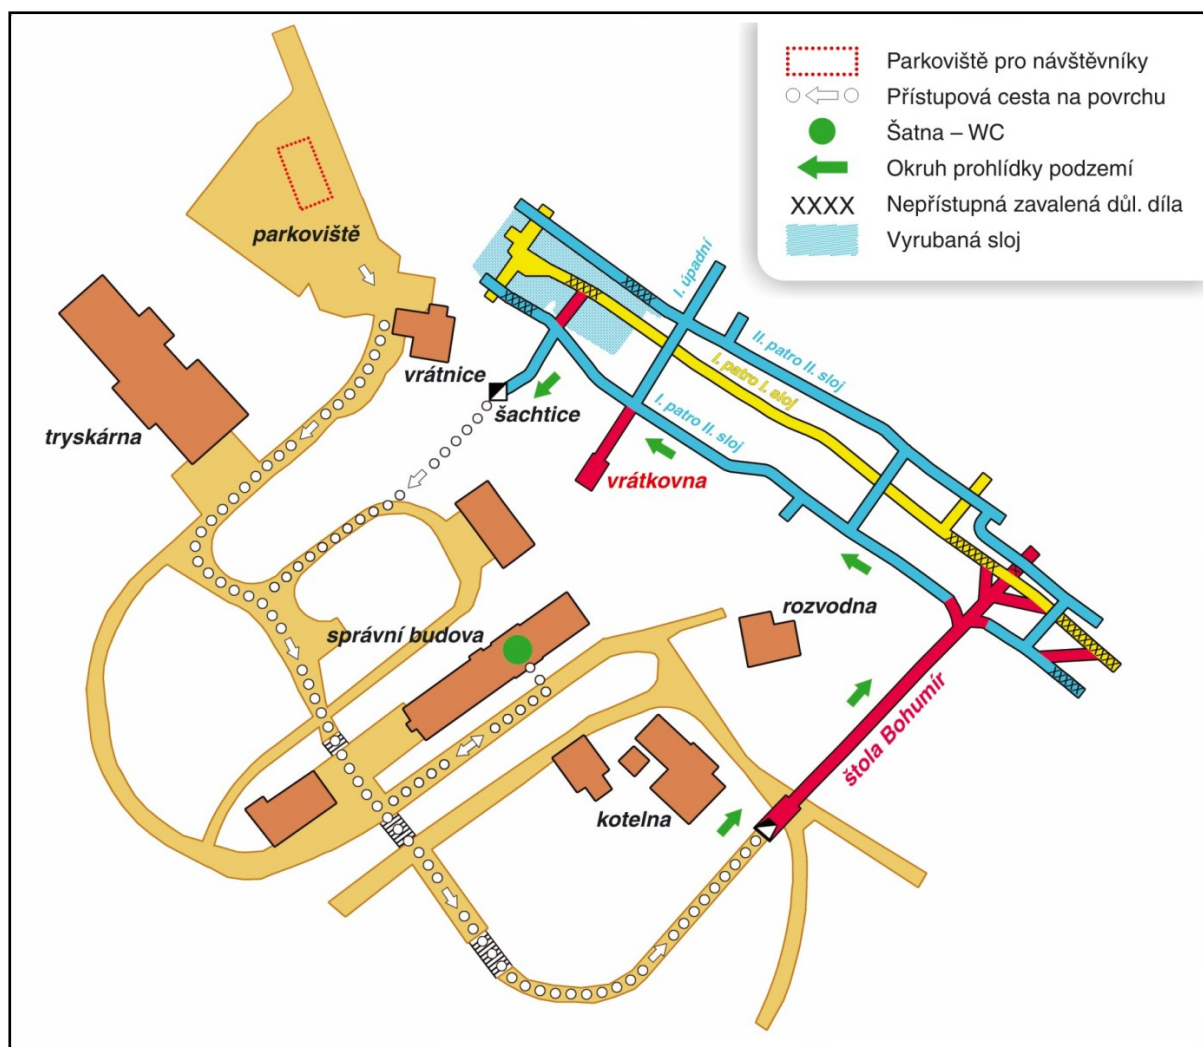 Parkoviště pro návštěvníky
Přístupová cesta na povrchu
Šatna – WC
Okruh prohlídky podzemí
XXXX Nepřístupná zavalená důl. díla
Vyrubaná sloj
parkoviště
vrátnice
tryskárna
šachtice
I. úpadní
II. patro II. sloj
I. patro I. sloj
I. patro II. sloj
vrátkovna
rozvodna
správní budova
štola Bohumír
kotelna